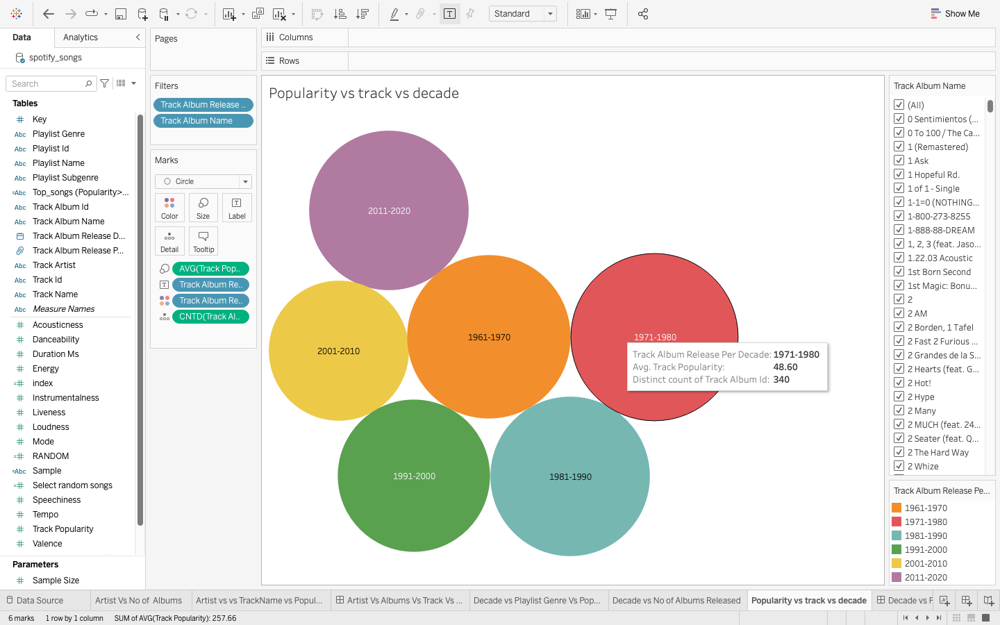 Standard
Show Me
Data
Analytics
spotify_songs
Search
Tables
# Key
Abc Playlist Genre
Abc Playlist Id
Abc Playlist Name
Abc Playlist Subgenre
=Abc Top_songs (Popularity>...
Abc Track Album Id
Abc Track Album Name
Track Album Release D...
Track Album Release P...
Abc Track Artist
Abc Track Id
Abc Track Name
Abc Measure Names
# Acousticness
# Danceability
# Duration Ms
# Energy
=# index
# Instrumentalness
# Liveness
# Loudness
# Mode
=# RANDOM
=Abc Sample
=# Select random songs
# Speechiness
# Tempo
# Track Popularity
# Valence
Parameters
# Sample Size
Pages
Filters
Track Album Release ..
Track Album Name
Marks
Circle
Color
Size
T
Label
Detail
Tooltip
AVG(Track Pop..
T Track Album Re..
Track Album Re..
CNTD(Track Al..
Columns
Rows
Popularity vs track vs decade
2011-2020
2001-2010
1961-1970
1971-1980
1991-2000
1981-1990
Track Album Release Per Decade: 1971-1980
Avg. Track Popularity: 48.60
Distinct count of Track Album Id: 340
Track Album Name
(All)
0 Sentimientos (...
0 To 100 / The Ca...
1 (Remastered)
1 Ask
1 Hopeful Rd.
1 of 1 - Single
1-1=0 (NOTHING...
1-800-273-8255
1-888-88-DREAM
1, 2, 3 (feat. Jaso...
1.22.03 Acoustic
1st Born Second
1st Magic: Bonu...
2
2 AM
2 Borden, 1 Tafel
2 Fast 2 Furious ...
2 Grandes de la S...
2 Hearts (feat. G...
2 Hot!
2 Hype
2 Many
2 MUCH (feat. 24...
2 Seater (feat. Q...
2 The Hard Way
2 Whize
Track Album Release Pe...
1961-1970
1971-1980
1981-1990
1991-2000
2001-2010
2011-2020
Data Source
Artist Vs No of Albums
Artist vs vs TrackName vs Popul...
Artist Vs Albums Vs Track Vs ...
Decade vs Playlist Genre Vs Pop...
Decade vs No of Albums Released
Popularity vs track vs decade
Decade vs F
6 marks
1 row by 1 column
SUM of AVG(Track Popularity): 257.66